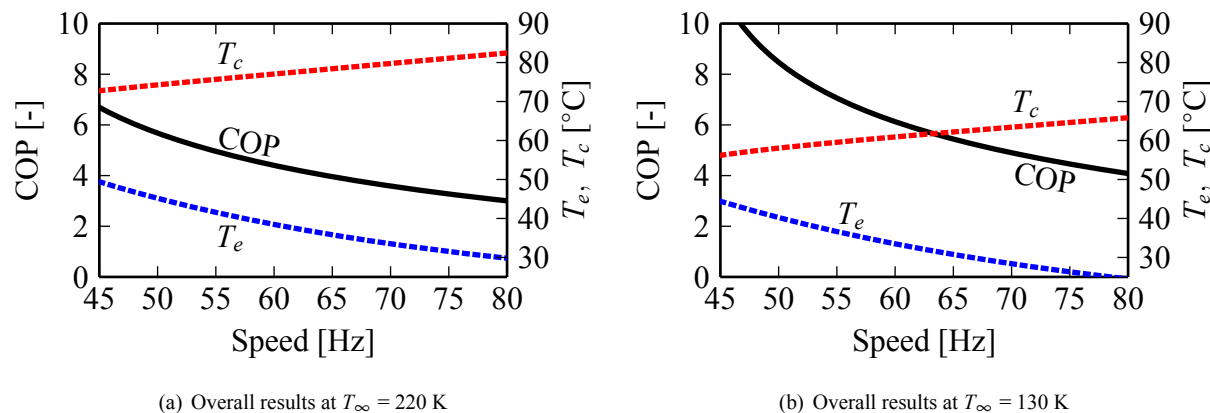 10
8
6
4
2
0
COP [-]
T_c
COP
T_e
90
80
70
60
50
40
30
T_e, T_c [°C]
45 50 55 60 65 70 75 80
Speed [Hz]
(a) Overall results at T_∞ = 220 K
10
8
6
4
2
0
COP [-]
T_c
COP
T_e
90
80
70
60
50
40
30
T_e, T_c [°C]
45 50 55 60 65 70 75 80
Speed [Hz]
(b) Overall results at T_∞ = 130 K